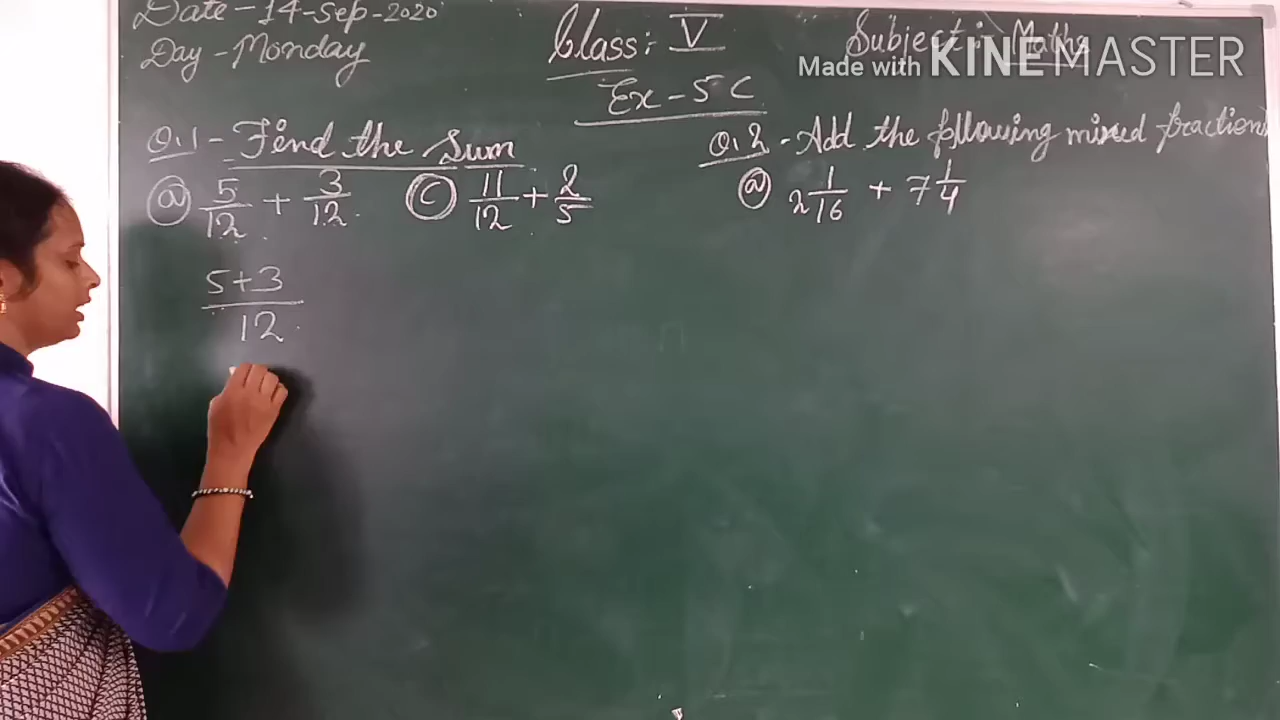 Date - 14 - Sep - 2020
Day - Monday
Class:- V
Subject:- Maths
Made with KINEMASTER
Ex - 5 C
Q.1 - Find the Sum
(a) 5/12 + 3/12 (c) 11/12 + 2/5
5+3/12
Q.2 - Add the following mixed fractions
(a) 2 1/16 + 7 1/4